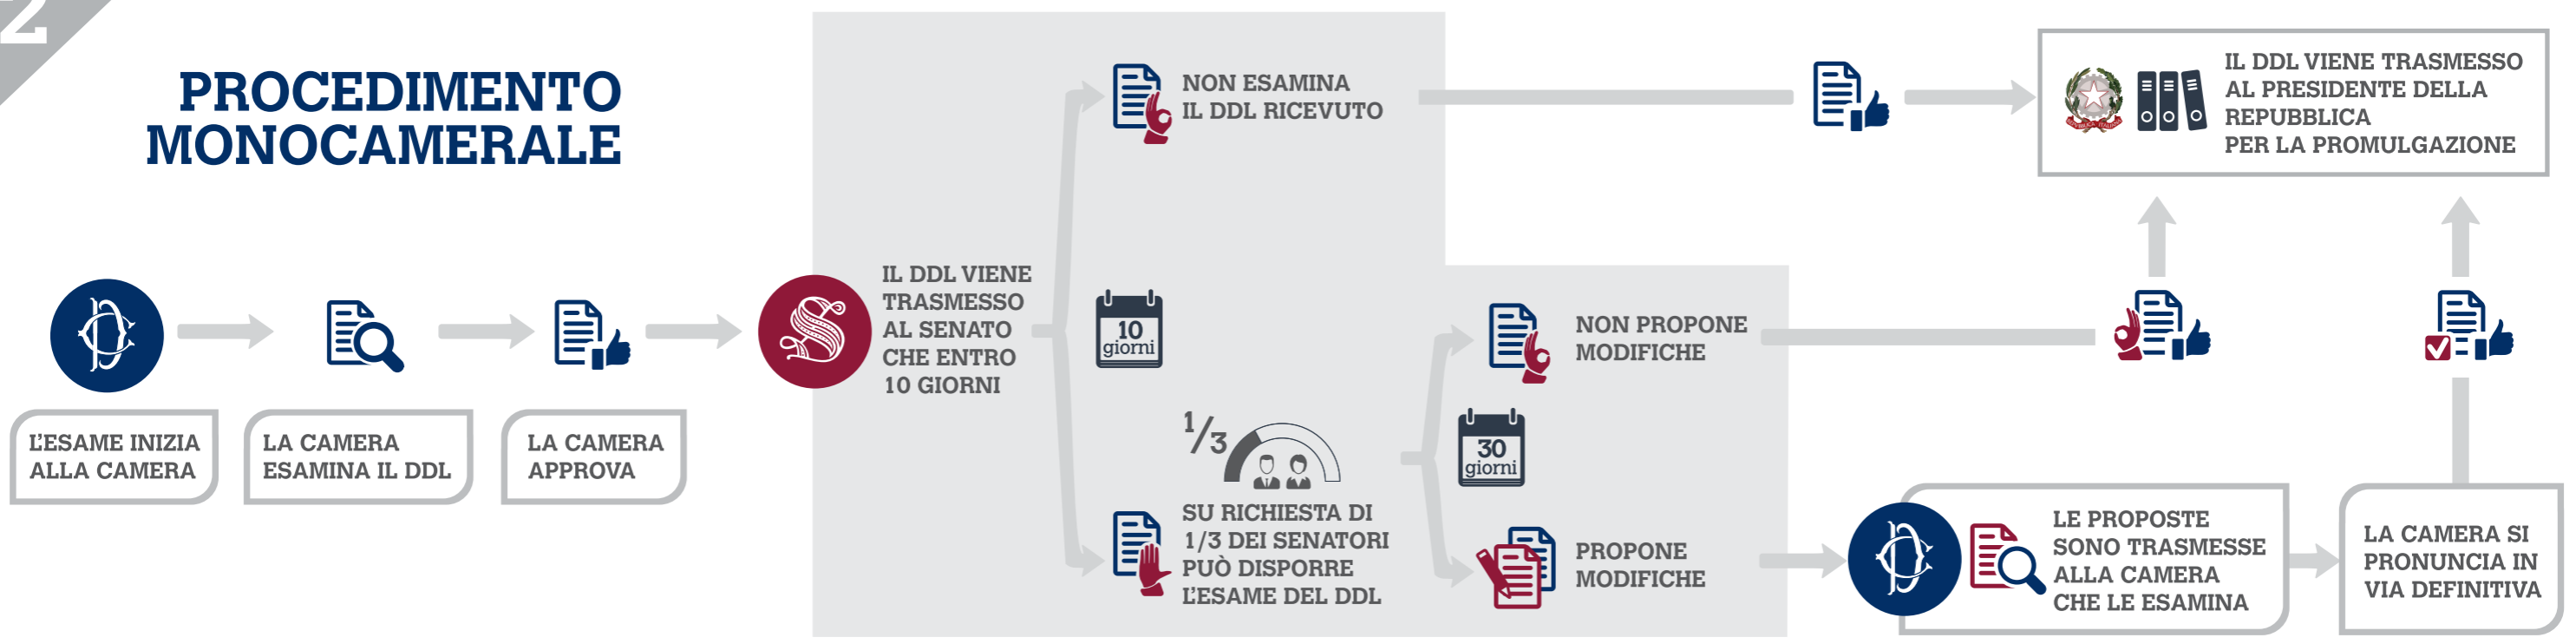 2
PROCEDIMENTO
MONOCAMERALE
L'ESAME INIZIA
ALLA CAMERA
LA CAMERA
ESAMINA IL DDL
LA CAMERA
APPROVA
IL DDL VIENE
TRASMESSO
AL SENATO
CHE ENTRO
10 GIORNI
10
giorni
NON ESAMINA
IL DDL RICEVUTO
1/3
SU RICHIESTA DI
1/3 DEI SENATORI
PUÒ DISPORRE
L'ESAME DEL DDL
30
giorni
NON PROPONE
MODIFICHE
PROPONE
MODIFICHE
LE PROPOSTE
SONO TRASMESSE
ALLA CAMERA
CHE LE ESAMINA
LA CAMERA SI
PRONUNCIA IN
VIA DEFINITIVA
IL DDL VIENE TRASMESSO
AL PRESIDENTE DELLA
REPUBBLICA
PER LA PROMULGAZIONE